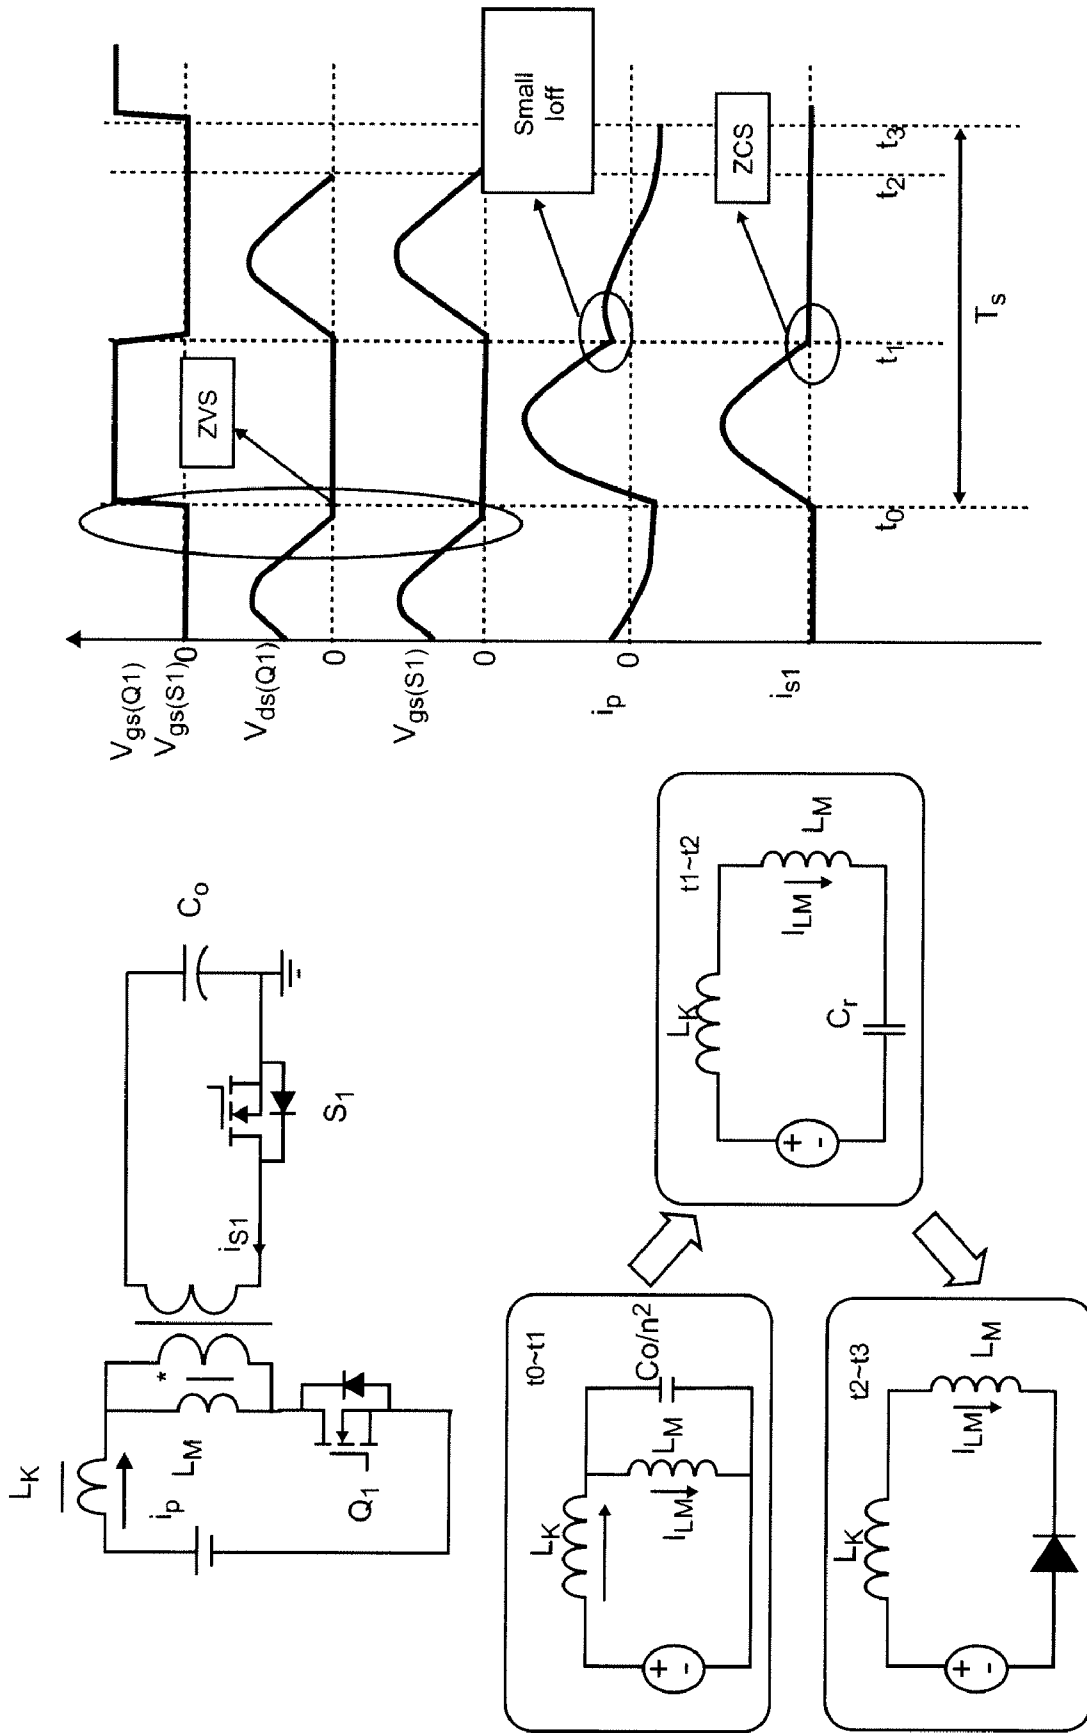 L_K
i_p
L_M
*
Q_1
i_S1
S_1
C_o
t0~t1
L_K
I_LM
L_M
Co/n²
+
-
t1~t2
L_K
I_LM
L_M
C_r
+
-
t2~t3
L_K
I_LM
L_M
+
-
V_gs(Q1)
V_gs(S1) 0
V_ds(Q1)
0
V_gs(S1)
0
i_p 0
i_s1
ZVS
Small
Ioff
ZCS
t_0
t_1
t_2
t_3
T_s